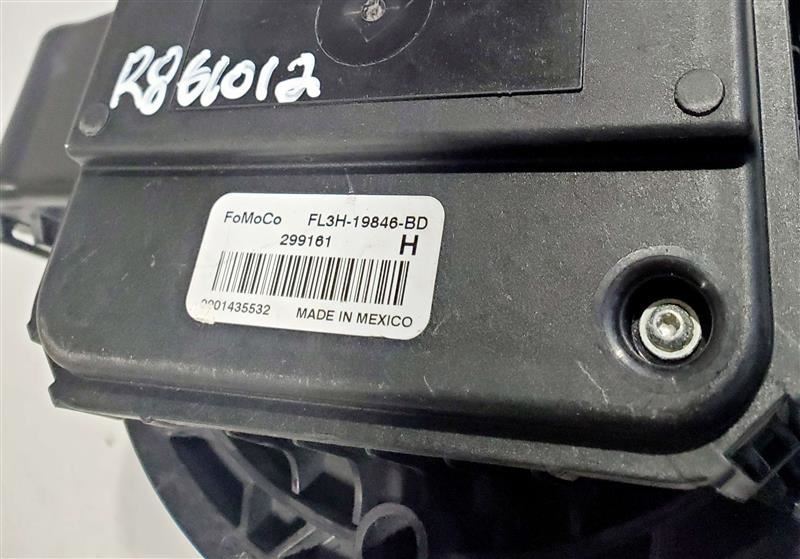 R861012
FoMoCo FL3H-19846-BD
299161 H
0001435532 MADE IN MEXICO